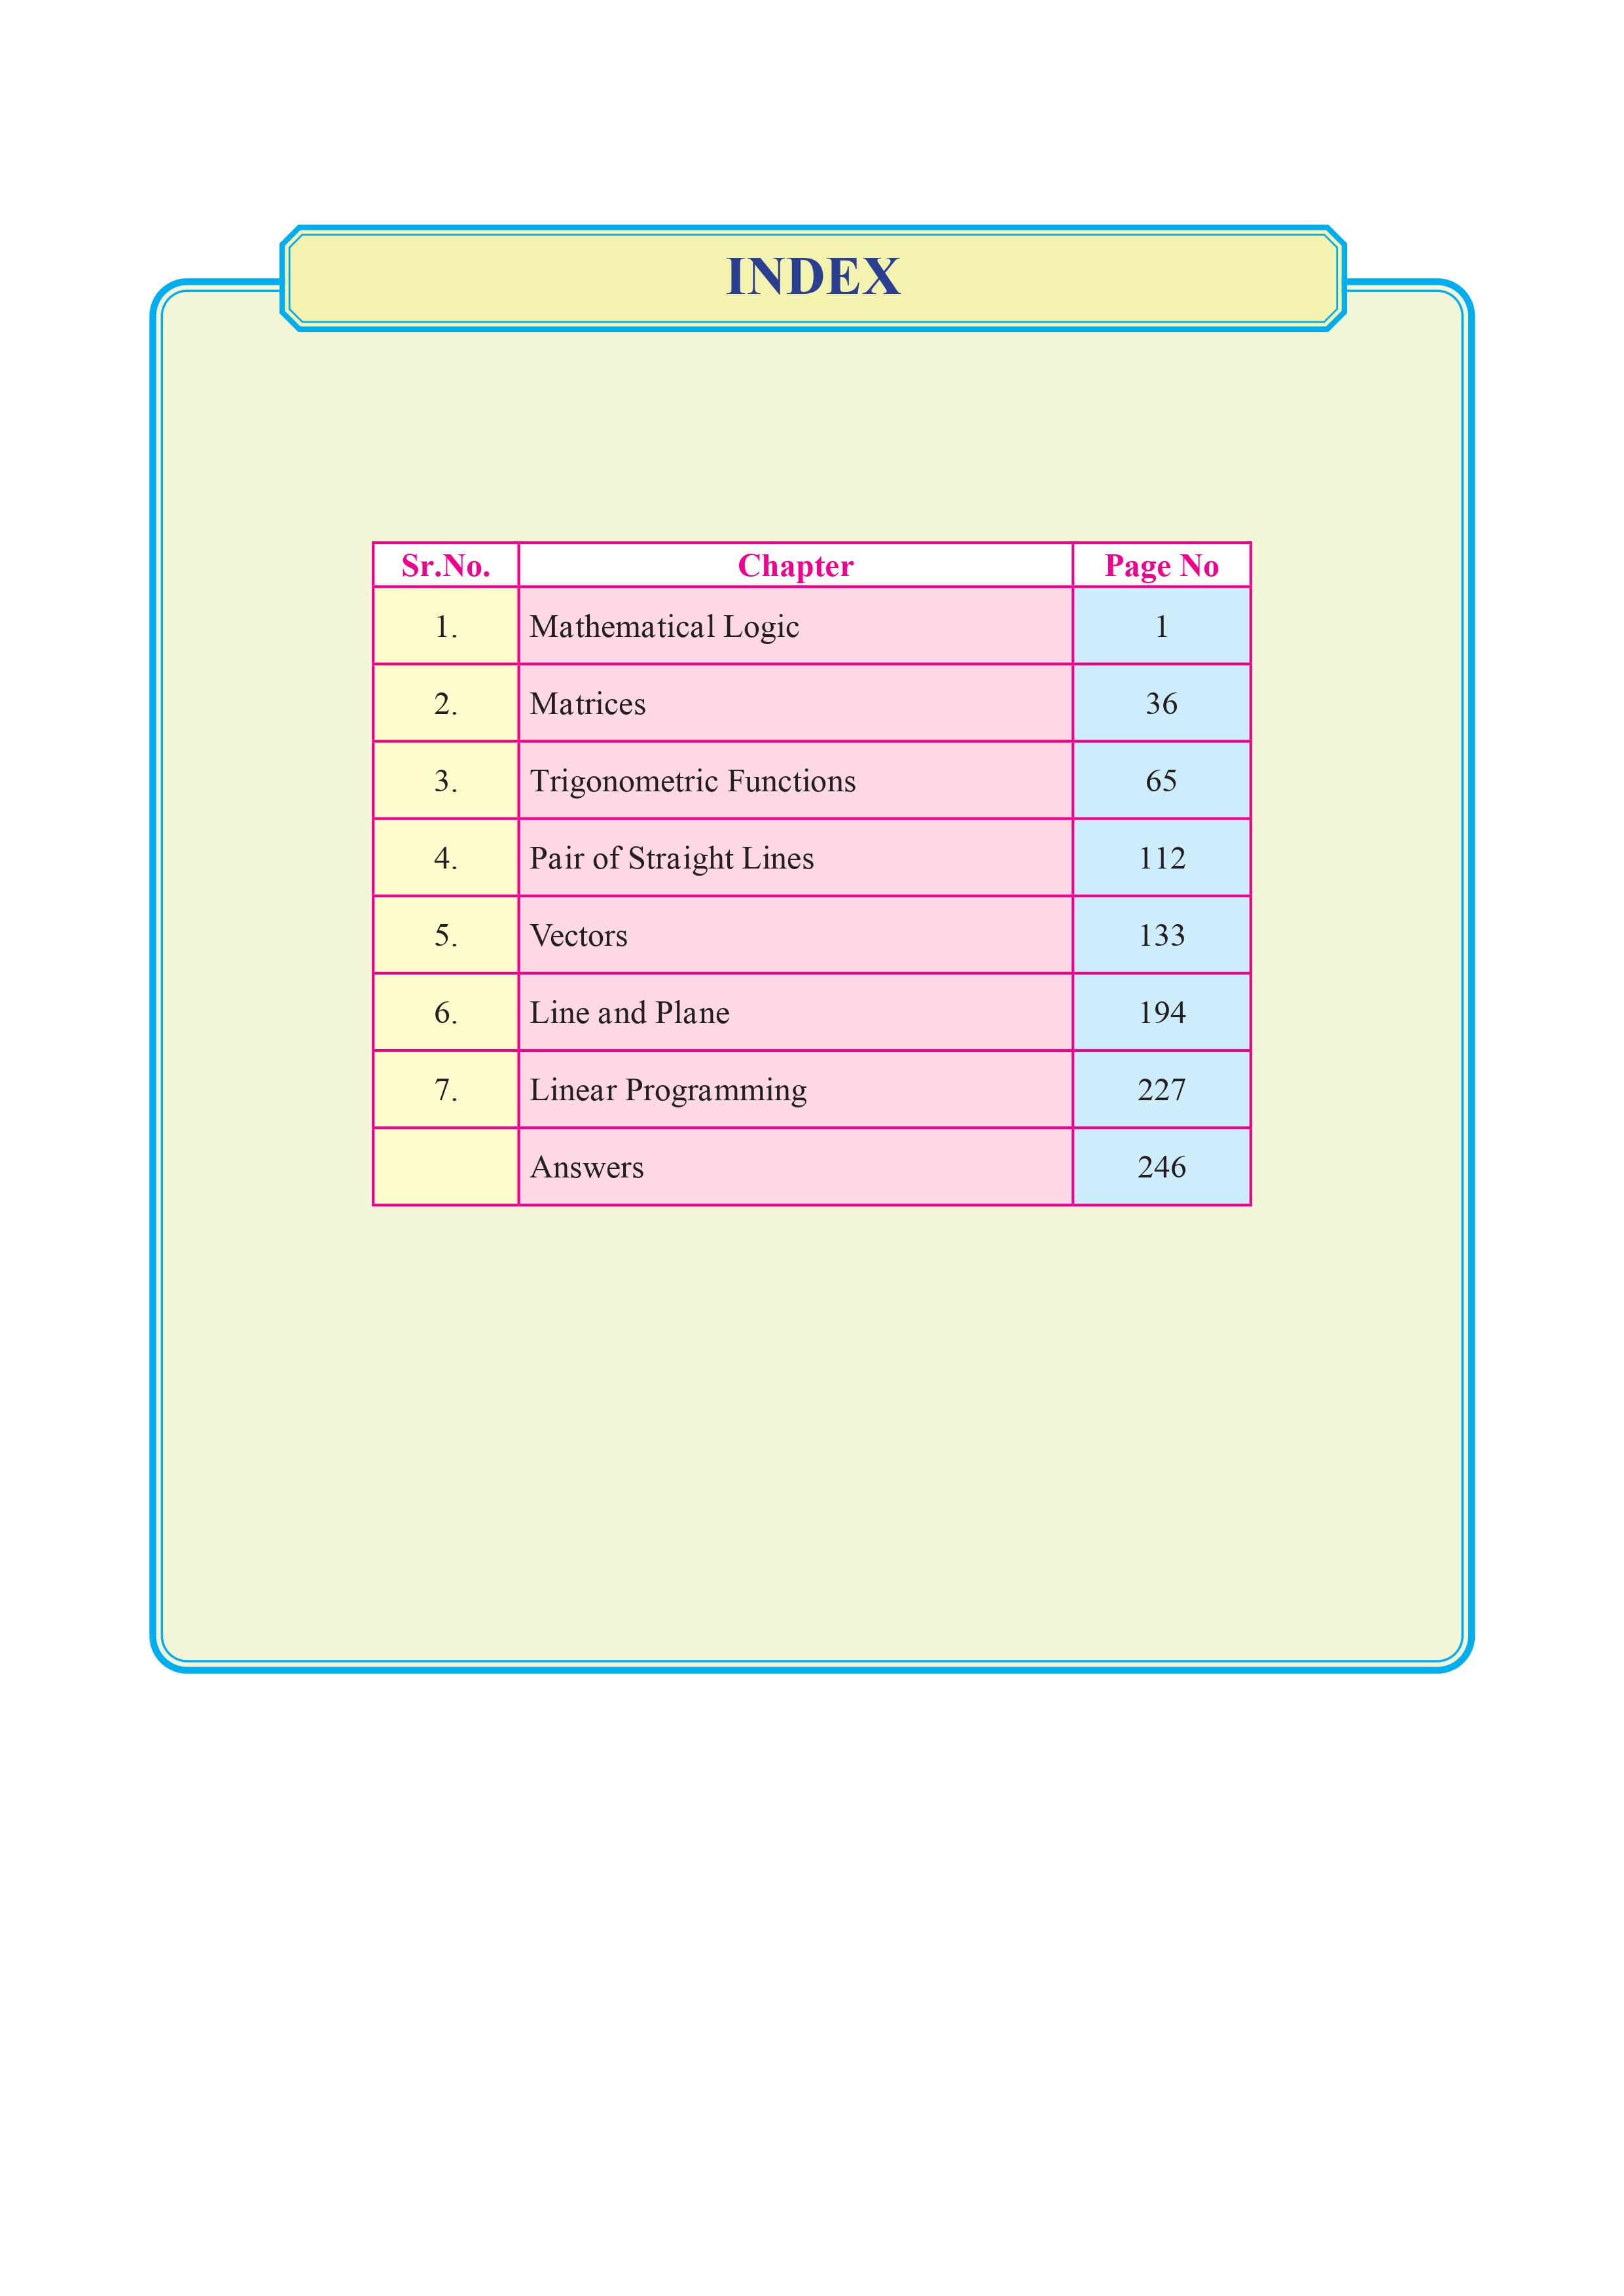 INDEX
Sr.No. Chapter Page No
1. Mathematical Logic 1
2. Matrices 36
3. Trigonometric Functions 65
4. Pair of Straight Lines 112
5. Vectors 133
6. Line and Plane 194
7. Linear Programming 227
Answers 246